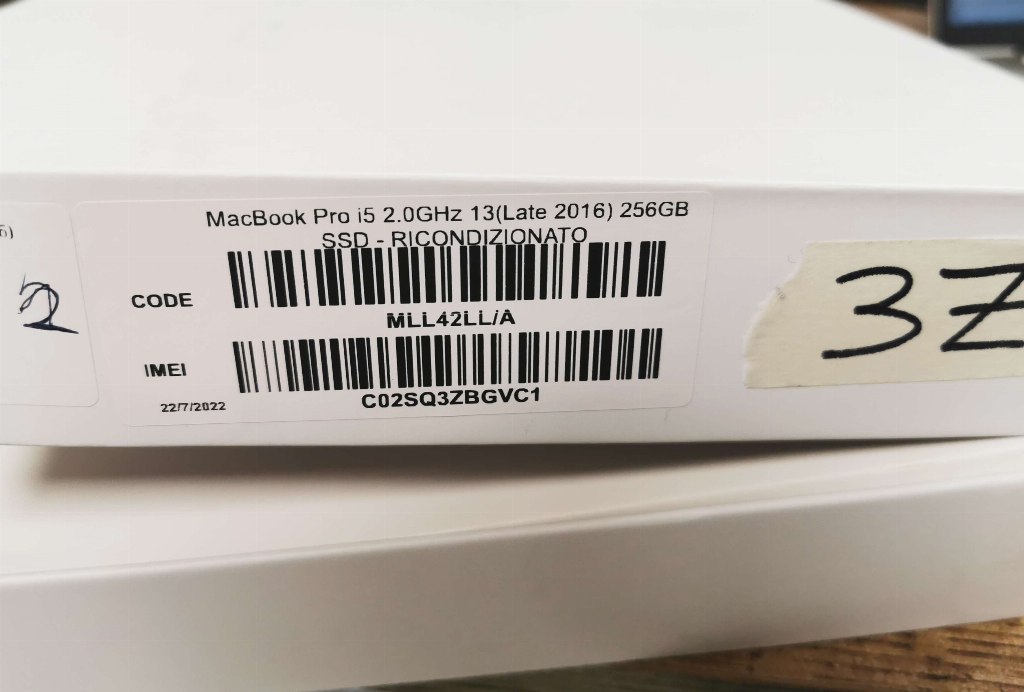 MacBook Pro i5 2.0GHz 13(Late 2016) 256GB
SSD - RICONDIZIONATO
CODE
MLL42LL/A
IMEI
22/7/2022
C02SQ3ZBGVC1
2
3Z